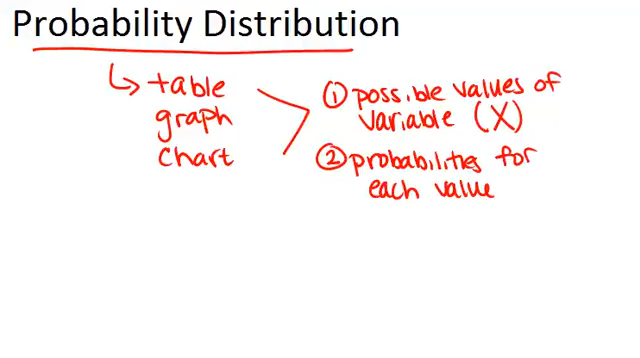 Probability Distribution
table
graph
chart
① possible values of
variable (X)
② probabilities for
each value